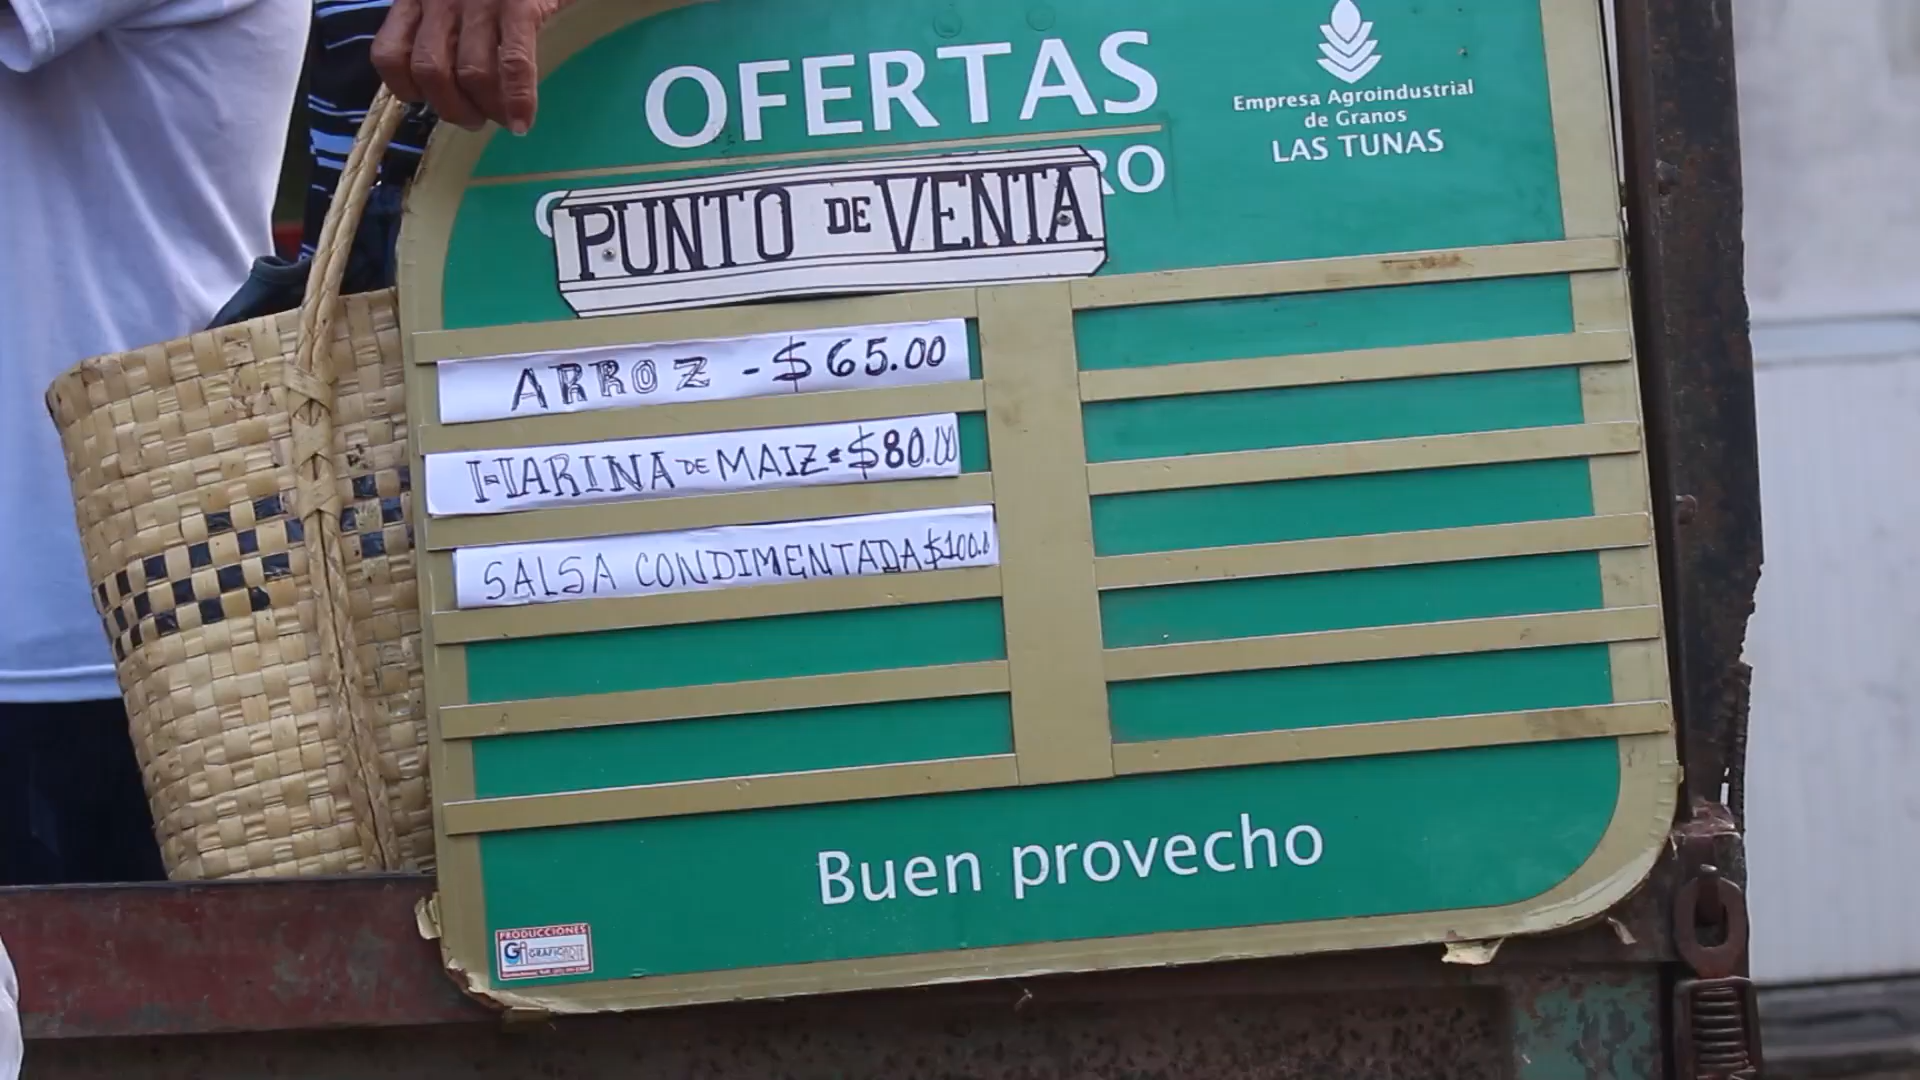 OFERTAS
Empresa Agroindustrial
de Granos
LAS TUNAS
PUNTO DE VENTA
ARROZ - $65.00
HARINA DE MAIZ $80.00
SALSA CONDIMENTADA $100.0
Buen provecho
PRODUCCIONES